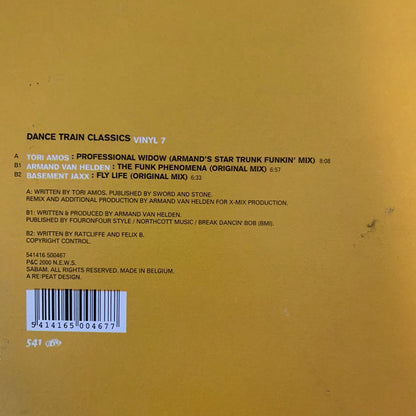 DANCE TRAIN CLASSICS VINYL 7
A TORI AMOS : PROFESSIONAL WIDOW (ARMAND'S STAR TRUNK FUNKIN' MIX) 8:08
B1 ARMAND VAN HELDEN : THE FUNK PHENOMENA (ORIGINAL MIX) 6:57
B2 BASEMENT JAXX : FLY LIFE (ORIGINAL MIX) 6:33
A: WRITTEN BY TORI AMOS. PUBLISHED BY SWORD AND STONE.
REMIX AND ADDITIONAL PRODUCTION BY ARMAND VAN HELDEN FOR X-MIX PRODUCTION.
B1: WRITTEN & PRODUCED BY ARMAND VAN HELDEN.
PUBLISHED BY FOURONFOUR STYLE / NORTHCOTT MUSIC / BREAK DANCIN' BOB (BMI).
B2: WRITTEN BY RATCLIFFE AND FELIX B.
COPYRIGHT CONTROL.
541416 500467
P&C 2000 N.E.W.S.
SABAM. ALL RIGHTS RESERVED. MADE IN BELGIUM.
A RE:PEAT DESIGN.
5 414165 004677
541